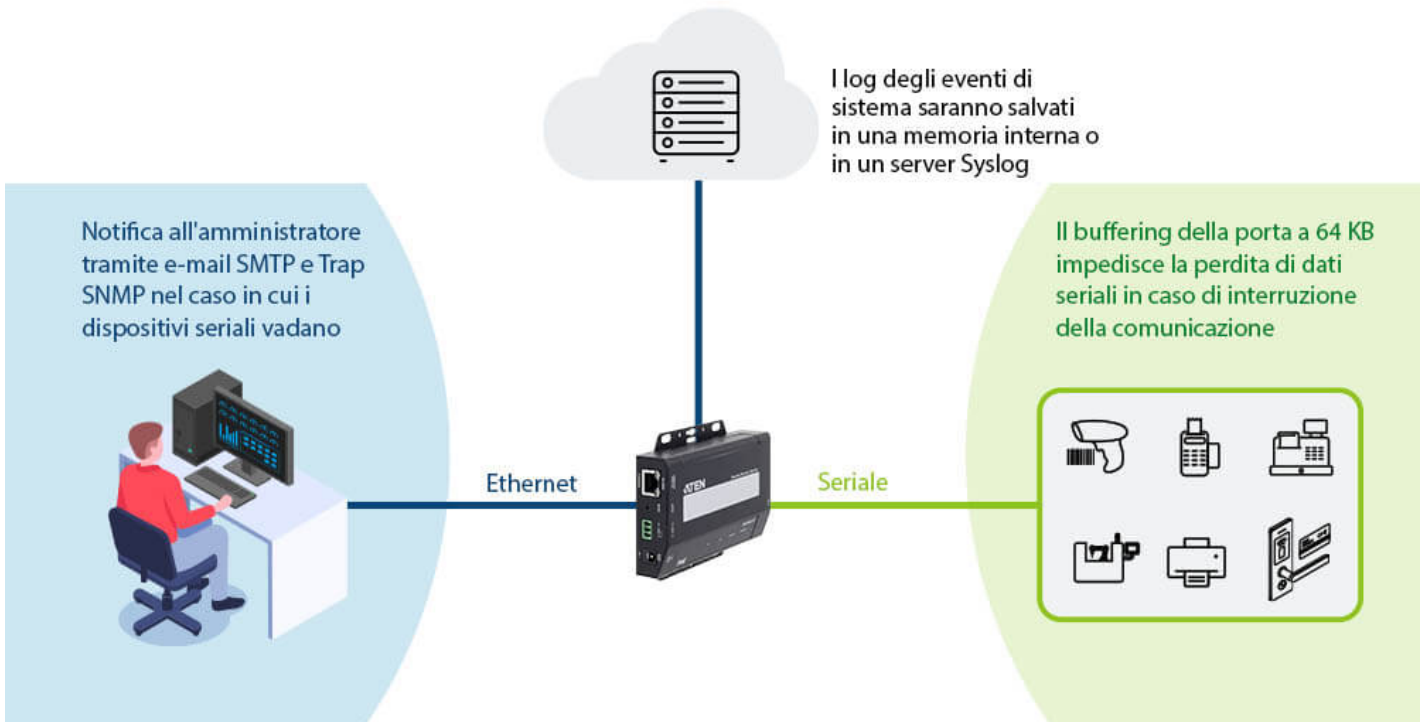 I log degli eventi di
sistema saranno salvati
in una memoria interna o
in un server Syslog
Notifica all'amministratore
tramite e-mail SMTP e Trap
SNMP nel caso in cui i
dispositivi seriali vadano
Il buffering della porta a 64 KB
impedisce la perdita di dati
seriali in caso di interruzione
della comunicazione
Ethernet
ATEN
Seriale